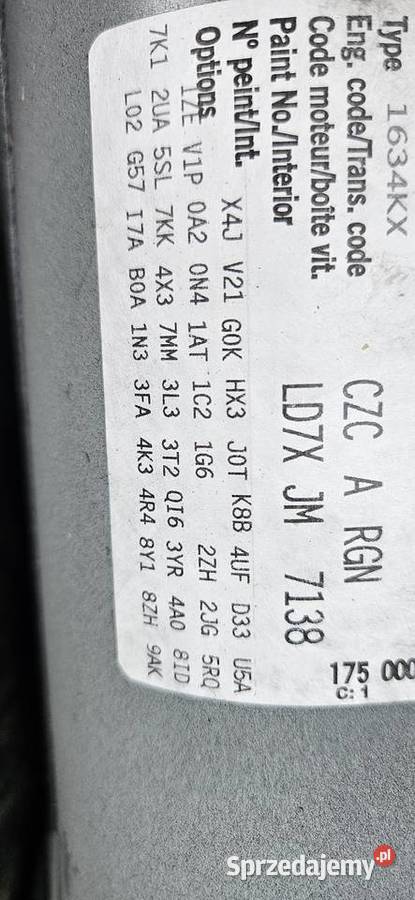 Type 1634KX
Eng. code/Trans. code
Code moteur/boîte vit. CZC A RGN
Paint No./Interior
N° peint/Int. LD7X JM 7138
Options
X4J V21 G0K HX3 J0T K8B 4UF D33 U5A
1ZE V1P 0A2 0N4 1AT 1C2 1G6 2ZH 2JG 5RQ
7K1 2UA 5SL 7KK 4X3 7MM 3L3 3T2 QI6 3YR 4A0 8ID
L02 G57 I7A B0A 1N3 3FA 4K3 4R4 8Y1 8ZH 9AK
175 000
C:1
Sprzedajemy.pl